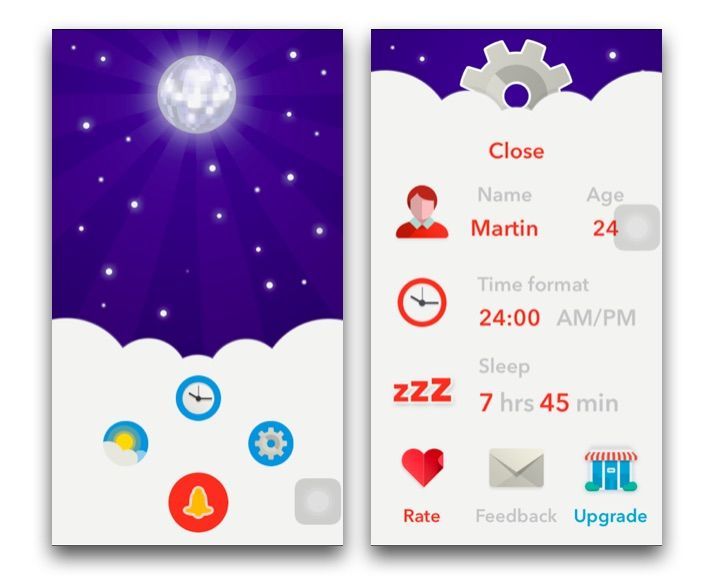 Close
Name Age
Martin 24
Time format
24:00 AM/PM
Sleep
zzZ
7 hrs 45 min
Rate Feedback Upgrade